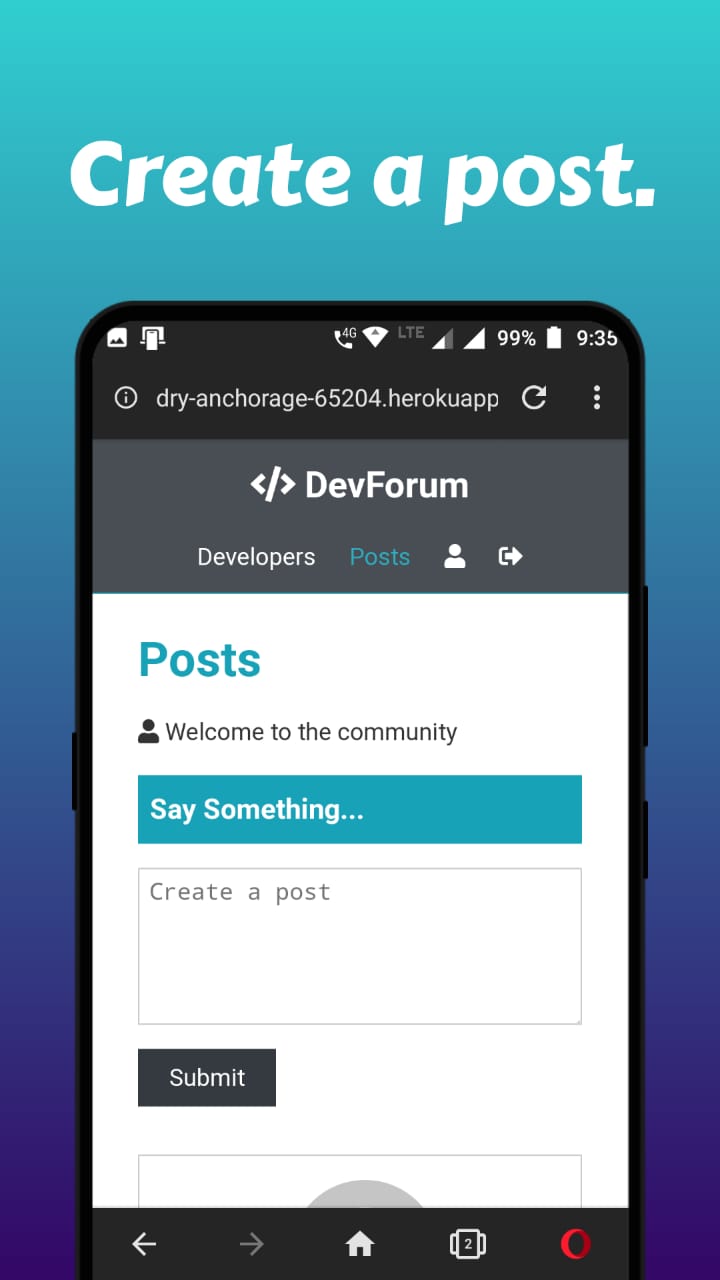 Create a post.
4G LTE 99% 9:35
dry-anchorage-65204.herokuapp
</> DevForum
Developers Posts
Posts
Welcome to the community
Say Something...
Create a post
Submit
2